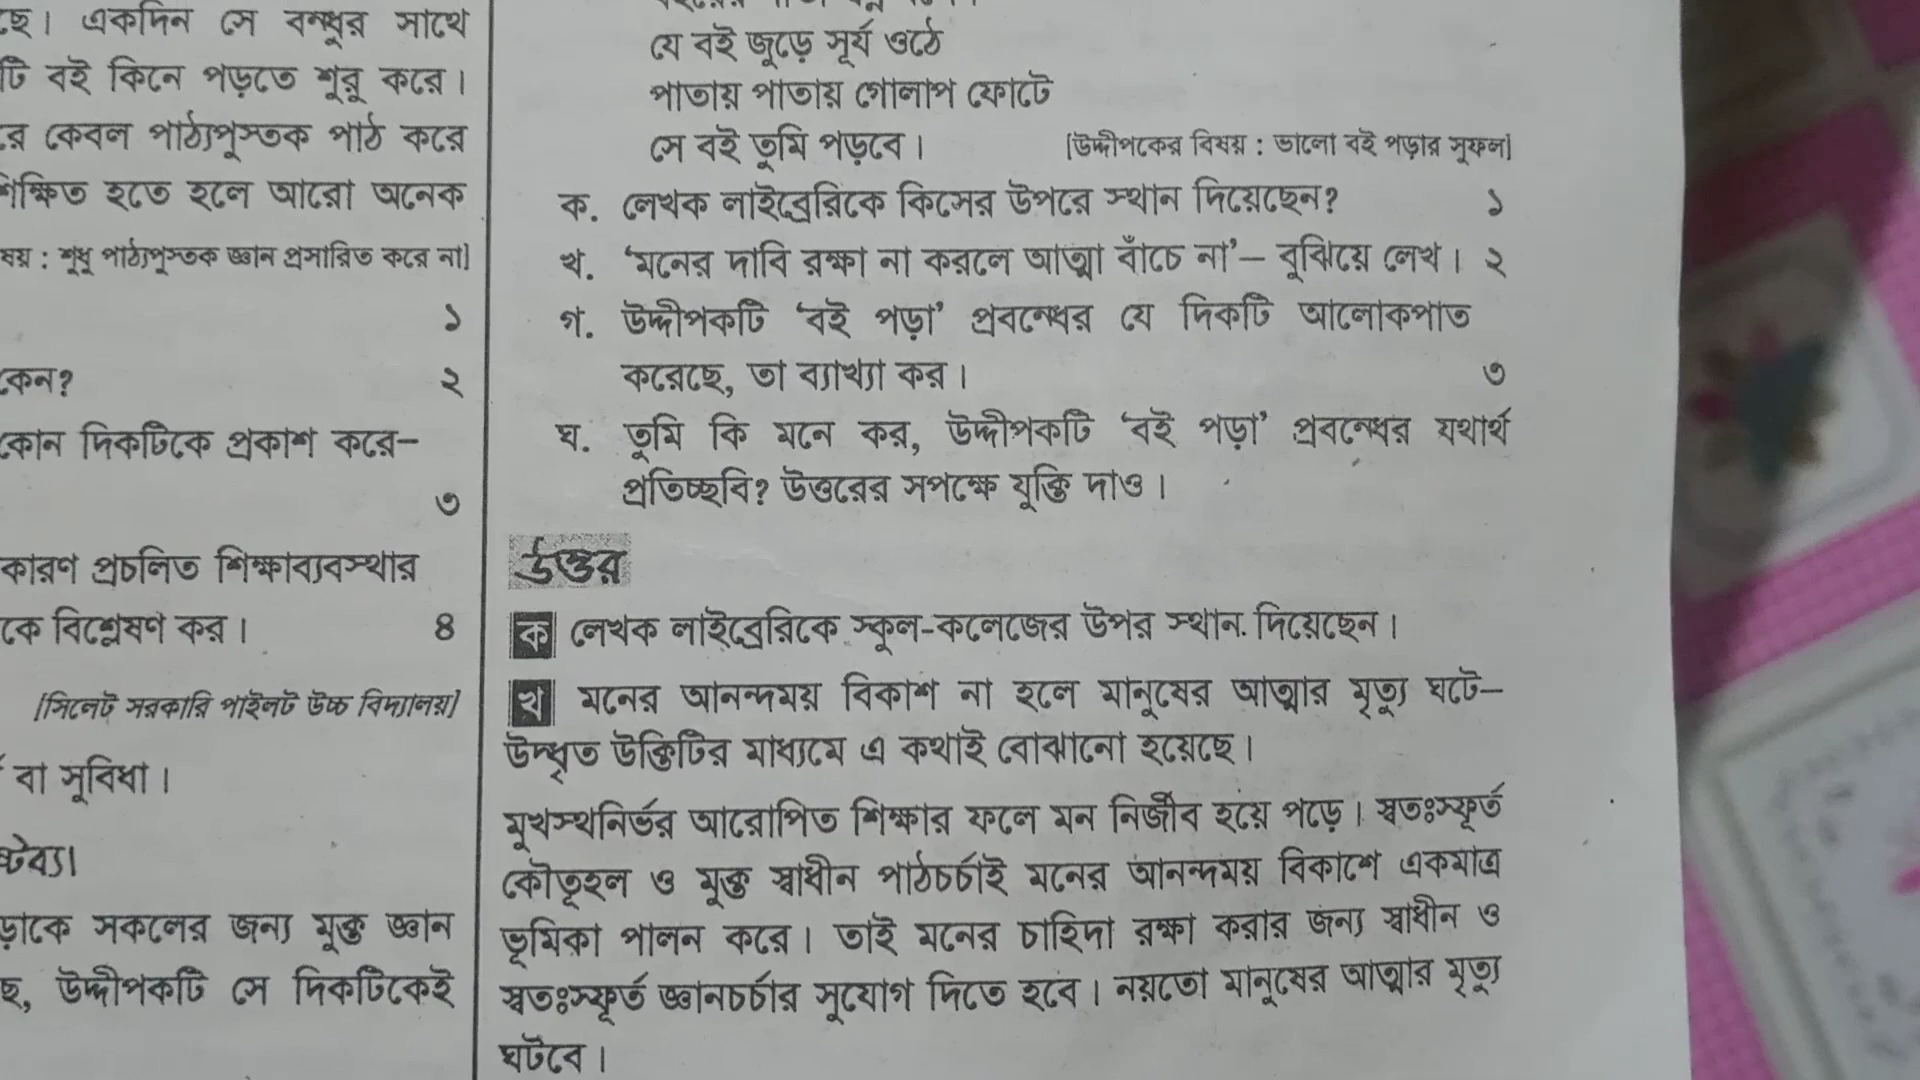 ছে। একদিন সে বন্ধুর সাথে
টি বই কিনে পড়তে শুরু করে।
রে কেবল পাঠ্যপুস্তক পাঠ করে
শিক্ষিত হতে হলে আরো অনেক
ষয় : শুধু পাঠ্যপুস্তক জ্ঞান প্রসারিত করে না]
১
কেন? ২
কোন দিকটিকে প্রকাশ করে–
৩
কারণ প্রচলিত শিক্ষাব্যবস্থার
কে বিশ্লেষণ কর। ৪
[সিলেট সরকারি পাইলট উচ্চ বিদ্যালয়]
বা সুবিধা।
ষ্টব্য।
ড়াকে সকলের জন্য মুক্ত জ্ঞান
ছে, উদ্দীপকটি সে দিকটিকেই
যে বই জুড়ে সূর্য ওঠে
পাতায় পাতায় গোলাপ ফোটে
সে বই তুমি পড়বে। [উদ্দীপকের বিষয় : ভালো বই পড়ার সুফল]
ক. লেখক লাইব্রেরিকে কিসের উপরে স্থান দিয়েছেন? ১
খ. ‘মনের দাবি রক্ষা না করলে আত্মা বাঁচে না’– বুঝিয়ে লেখ। ২
গ. উদ্দীপকটি ‘বই পড়া’ প্রবন্ধের যে দিকটি আলোকপাত
করেছে, তা ব্যাখ্যা কর। ৩
ঘ. তুমি কি মনে কর, উদ্দীপকটি ‘বই পড়া’ প্রবন্ধের যথার্থ
প্রতিচ্ছবি? উত্তরের সপক্ষে যুক্তি দাও।
উত্তর
ক লেখক লাইব্রেরিকে স্কুল-কলেজের উপর স্থান দিয়েছেন।
খ মনের আনন্দময় বিকাশ না হলে মানুষের আত্মার মৃত্যু ঘটে–
উদ্ধৃত উক্তিটির মাধ্যমে এ কথাই বোঝানো হয়েছে।
মুখস্থনির্ভর আরোপিত শিক্ষার ফলে মন নির্জীব হয়ে পড়ে। স্বতঃস্ফূর্ত
কৌতূহল ও মুক্ত স্বাধীন পাঠচর্চাই মনের আনন্দময় বিকাশে একমাত্র
ভূমিকা পালন করে। তাই মনের চাহিদা রক্ষা করার জন্য স্বাধীন ও
স্বতঃস্ফূর্ত জ্ঞানচর্চার সুযোগ দিতে হবে। নয়তো মানুষের আত্মার মৃত্যু
ঘটবে।